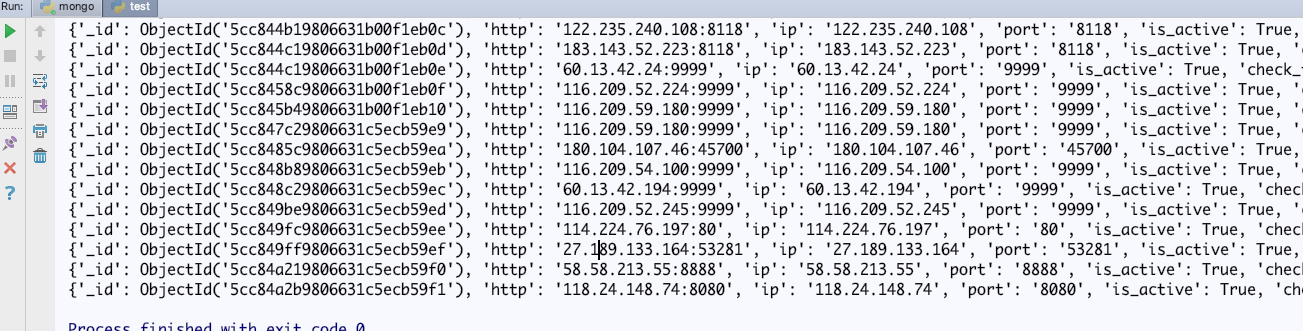 Run: mongo test
{'_id': ObjectId('5cc844b19806631b00f1eb0c'), 'http': '122.235.240.108:8118', 'ip': '122.235.240.108', 'port': '8118', 'is_active': True,
{'_id': ObjectId('5cc844c19806631b00f1eb0d'), 'http': '183.143.52.223:8118', 'ip': '183.143.52.223', 'port': '8118', 'is_active': True, '
{'_id': ObjectId('5cc844c19806631b00f1eb0e'), 'http': '60.13.42.24:9999', 'ip': '60.13.42.24', 'port': '9999', 'is_active': True, 'check_
{'_id': ObjectId('5cc8458c9806631b00f1eb0f'), 'http': '116.209.52.224:9999', 'ip': '116.209.52.224', 'port': '9999', 'is_active': True, '
{'_id': ObjectId('5cc845b49806631b00f1eb10'), 'http': '116.209.59.180:9999', 'ip': '116.209.59.180', 'port': '9999', 'is_active': True, '
{'_id': ObjectId('5cc847c29806631c5ecb59e9'), 'http': '116.209.59.180:9999', 'ip': '116.209.59.180', 'port': '9999', 'is_active': True, '
{'_id': ObjectId('5cc8485c9806631c5ecb59ea'), 'http': '180.104.107.46:45700', 'ip': '180.104.107.46', 'port': '45700', 'is_active': True,
{'_id': ObjectId('5cc848b89806631c5ecb59eb'), 'http': '116.209.54.100:9999', 'ip': '116.209.54.100', 'port': '9999', 'is_active': True, '
{'_id': ObjectId('5cc848c29806631c5ecb59ec'), 'http': '60.13.42.194:9999', 'ip': '60.13.42.194', 'port': '9999', 'is_active': True, 'chec
{'_id': ObjectId('5cc849be9806631c5ecb59ed'), 'http': '116.209.52.245:9999', 'ip': '116.209.52.245', 'port': '9999', 'is_active': True, '
{'_id': ObjectId('5cc849fc9806631c5ecb59ee'), 'http': '114.224.76.197:80', 'ip': '114.224.76.197', 'port': '80', 'is_active': True, 'chec
{'_id': ObjectId('5cc849ff9806631c5ecb59ef'), 'http': '27.189.133.164:53281', 'ip': '27.189.133.164', 'port': '53281', 'is_active': True,
{'_id': ObjectId('5cc84a219806631c5ecb59f0'), 'http': '58.58.213.55:8888', 'ip': '58.58.213.55', 'port': '8888', 'is_active': True, 'chec
{'_id': ObjectId('5cc84a2b9806631c5ecb59f1'), 'http': '118.24.148.74:8080', 'ip': '118.24.148.74', 'port': '8080', 'is_active': True, 'ch
Process finished with exit code 0